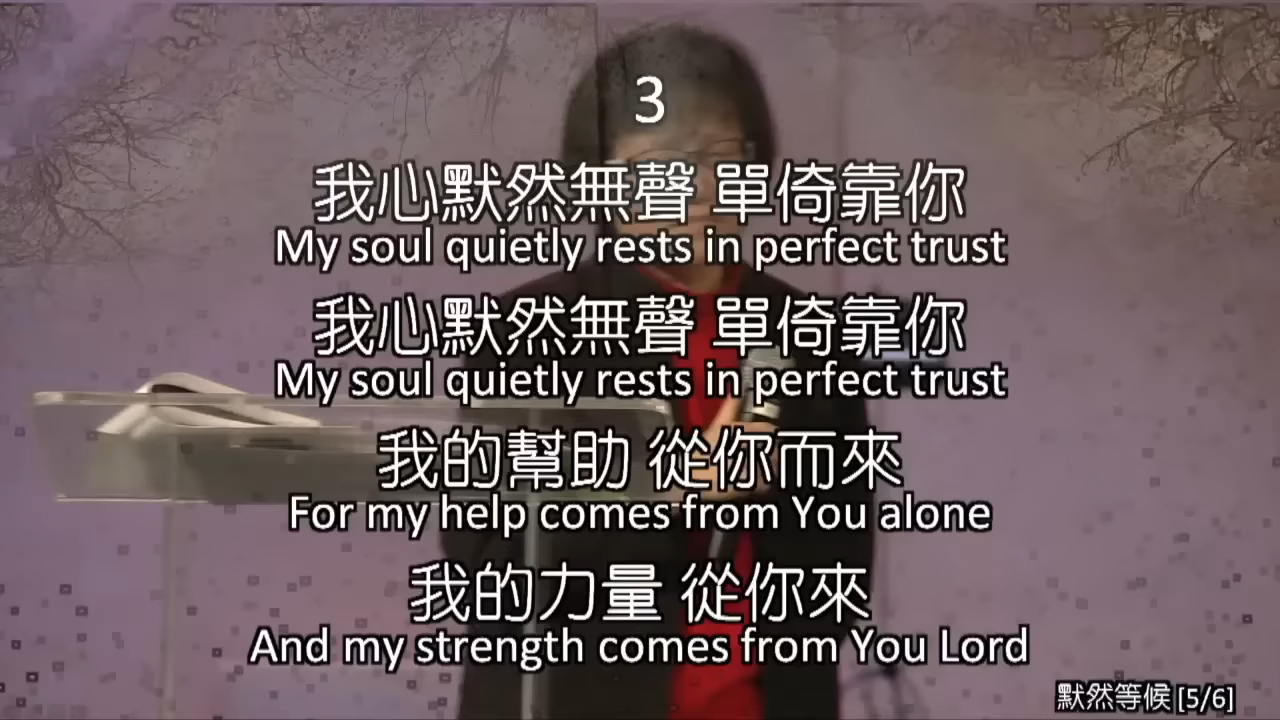 3
我心默然無聲 單倚靠你
My soul quietly rests in perfect trust
我心默然無聲 單倚靠你
My soul quietly rests in perfect trust
我的幫助 從你而來
For my help comes from You alone
我的力量 從你來
And my strength comes from You Lord
默然等候 [5/6]